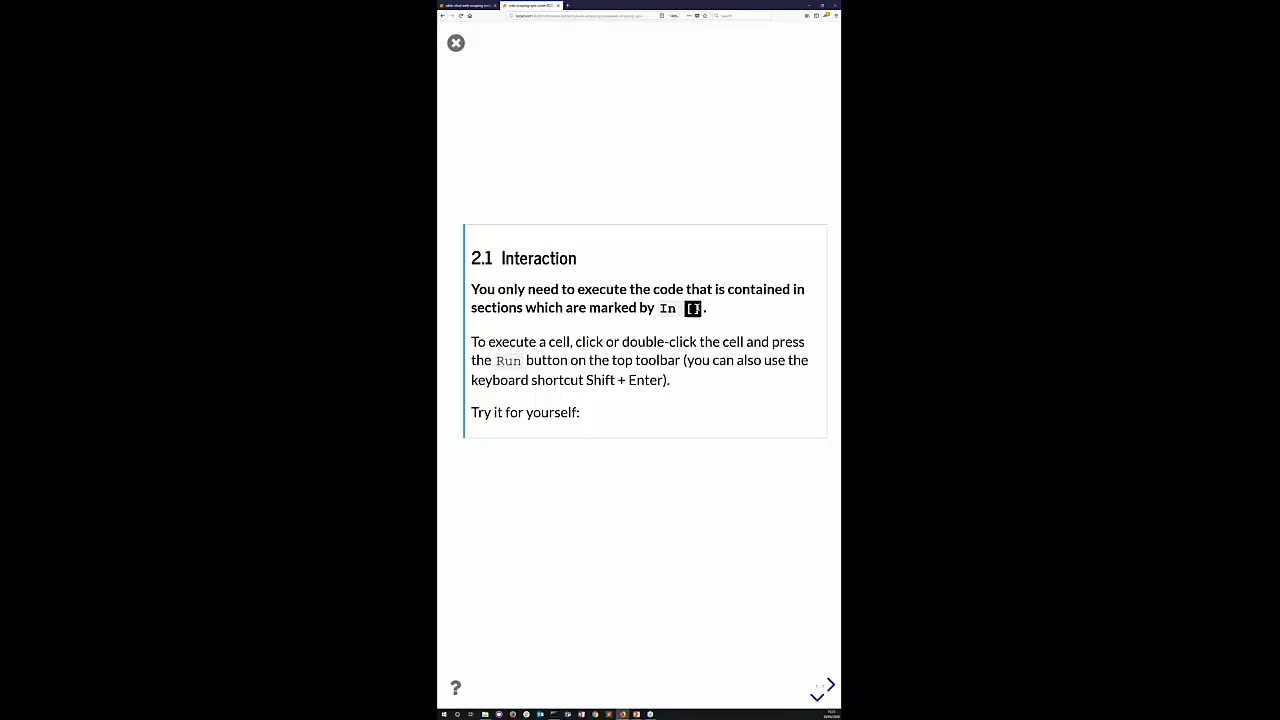 2.1 Interaction
You only need to execute the code that is contained in
sections which are marked by In [].
To execute a cell, click or double-click the cell and press
the Run button on the top toolbar (you can also use the
keyboard shortcut Shift + Enter).
Try it for yourself:
?